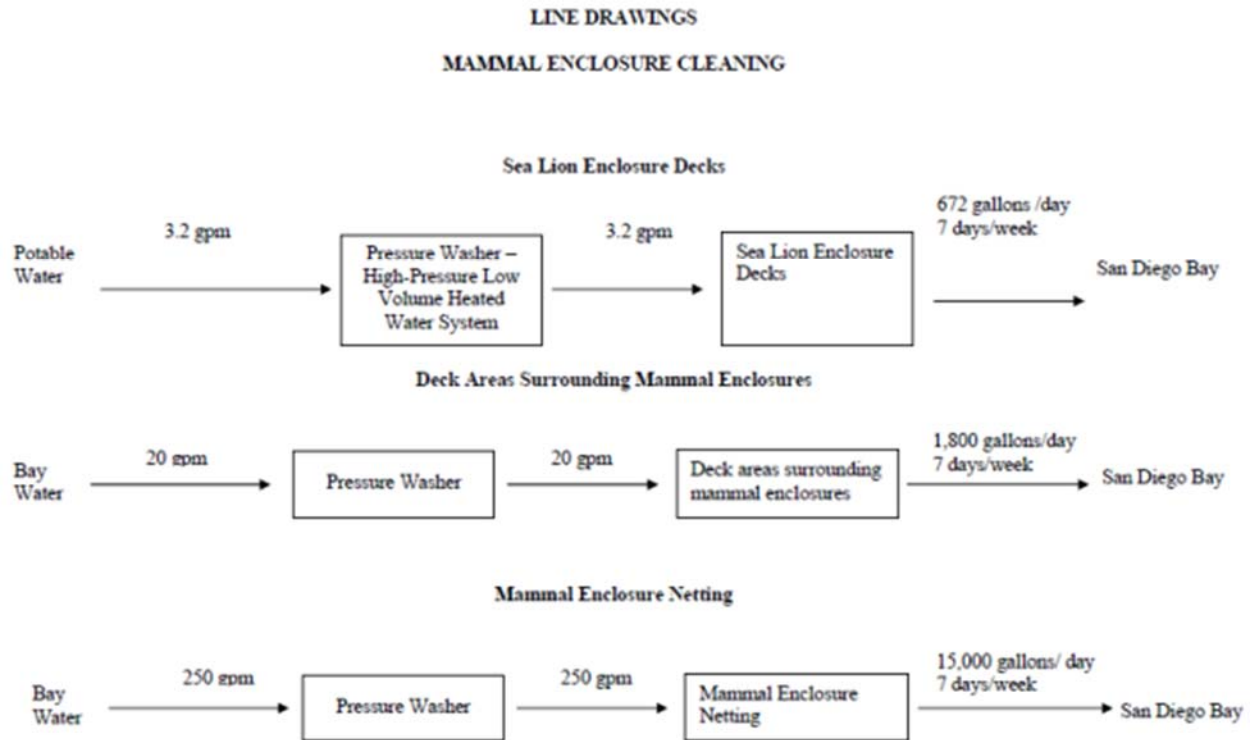 LINE DRAWINGS
MAMMAL ENCLOSURE CLEANING
Sea Lion Enclosure Decks
Potable
Water
3.2 gpm
Pressure Washer –
High-Pressure Low
Volume Heated
Water System
3.2 gpm
Sea Lion Enclosure
Decks
672 gallons /day
7 days/week
San Diego Bay
Deck Areas Surrounding Mammal Enclosures
Bay
Water
20 gpm
Pressure Washer
20 gpm
Deck areas surrounding
mammal enclosures
1,800 gallons/day
7 days/week
San Diego Bay
Mammal Enclosure Netting
Bay
Water
250 gpm
Pressure Washer
250 gpm
Mammal Enclosure
Netting
15,000 gallons/ day
7 days/week
San Diego Bay